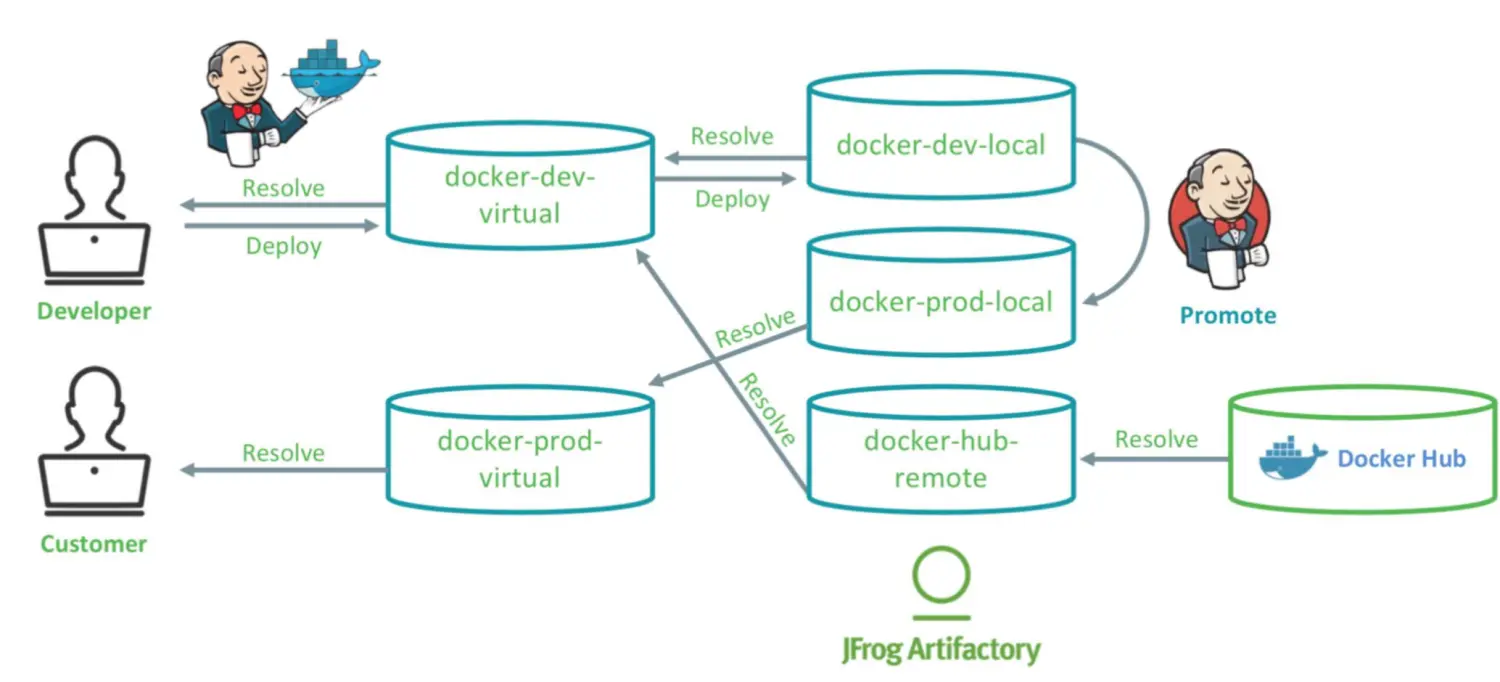 Resolve
Deploy
Developer
docker-dev-
virtual
Resolve
Deploy
docker-dev-local
docker-prod-local
Promote
Resolve
Resolve
Customer
Resolve
docker-prod-
virtual
docker-hub-
remote
Resolve
Docker Hub
JFrog Artifactory